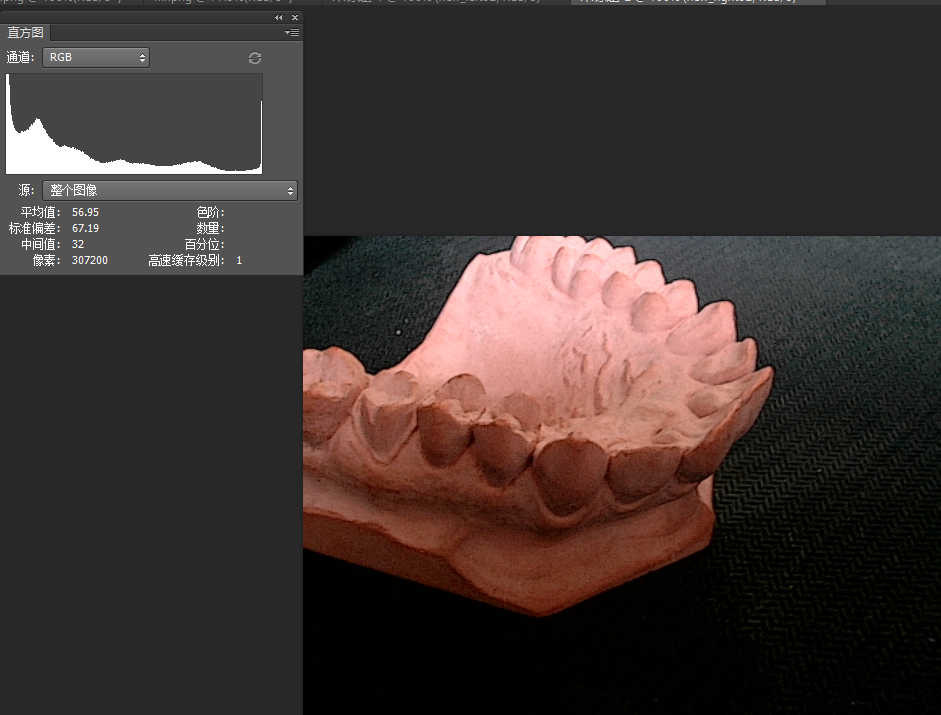 直方图
通道: RGB
源: 整个图像
平均值: 56.95 色阶:
标准偏差: 67.19 数量:
中间值: 32 百分位:
像素: 307200 高速缓存级别: 1